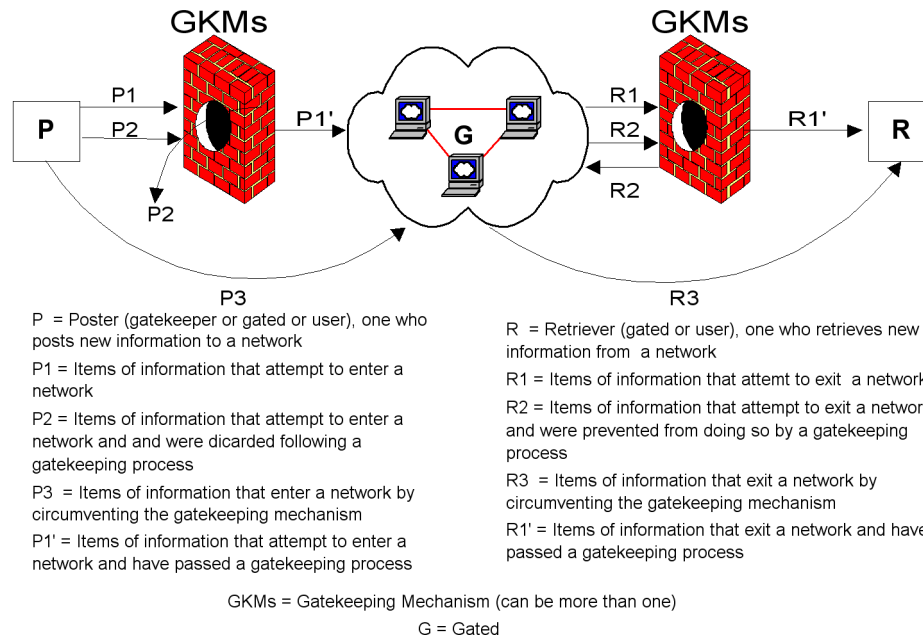 GKMs
GKMs
P1
P2
P
P1'
P2
G
R1
R2
R2
R1'
R
P3
R3
P = Poster (gatekeeper or gated or user), one who
posts new information to a network
P1 = Items of information that attempt to enter a
network
P2 = Items of information that attempt to enter a
network and and were dicarded following a
gatekeeping process
P3 = Items of information that enter a network by
circumventing the gatekeeping mechanism
P1' = Items of information that attempt to enter a
network and have passed a gatekeeping process
R = Retriever (gated or user), one who retrieves new
information from a network
R1 = Items of information that attemt to exit a network
R2 = Items of information that attempt to exit a networ
and were prevented from doing so by a gatekeeping
process
R3 = Items of information that exit a network by
circumventing the gatekeeping mechanism
R1' = Items of information that exit a network and have
passed a gatekeeping process
GKMs = Gatekeeping Mechanism (can be more than one)
G = Gated